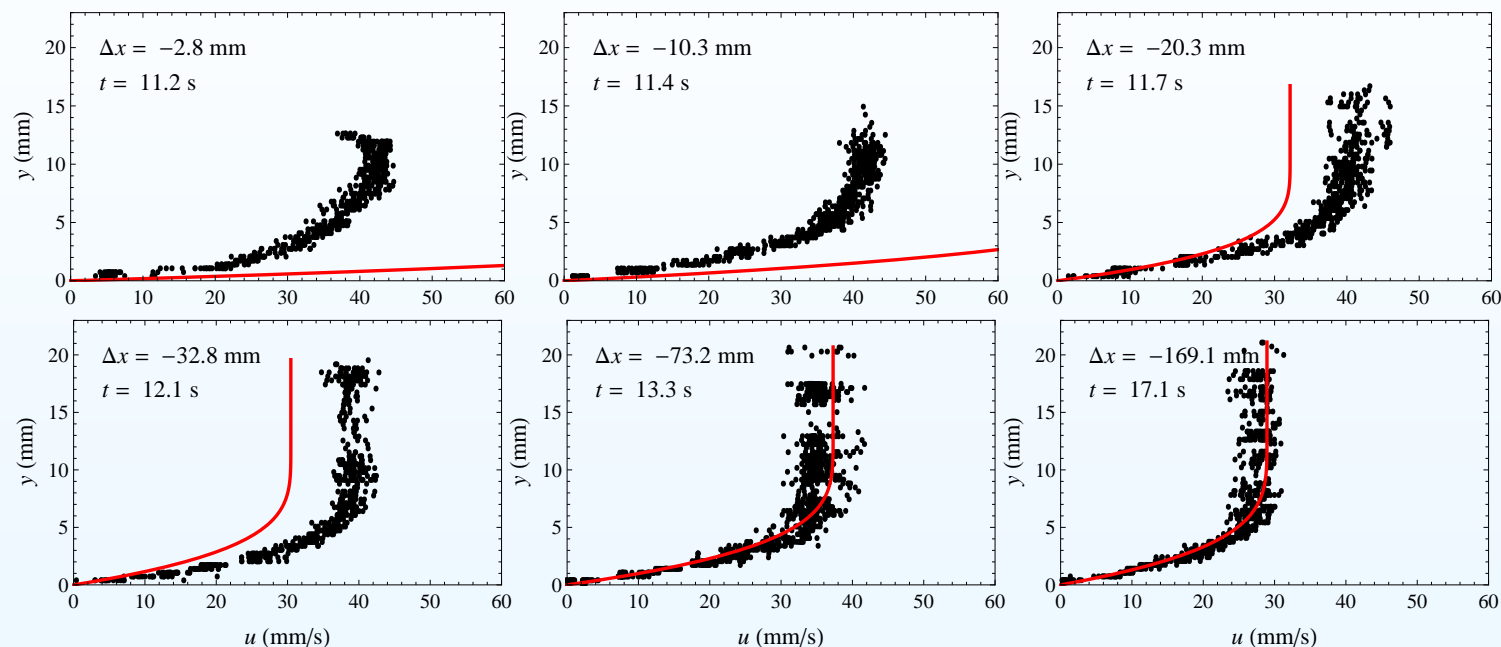 Δx = −2.8 mm
t = 11.2 s
y (mm)
20
15
10
5
0
0 10 20 30 40 50 60
Δx = −10.3 mm
t = 11.4 s
y (mm)
20
15
10
5
0
0 10 20 30 40 50 60
Δx = −20.3 mm
t = 11.7 s
y (mm)
20
15
10
5
0
0 10 20 30 40 50 60
Δx = −32.8 mm
t = 12.1 s
y (mm)
20
15
10
5
0
0 10 20 30 40 50 60
u (mm/s)
Δx = −73.2 mm
t = 13.3 s
y (mm)
20
15
10
5
0
0 10 20 30 40 50 60
u (mm/s)
Δx = −169.1 mm
t = 17.1 s
y (mm)
20
15
10
5
0
0 10 20 30 40 50 60
u (mm/s)